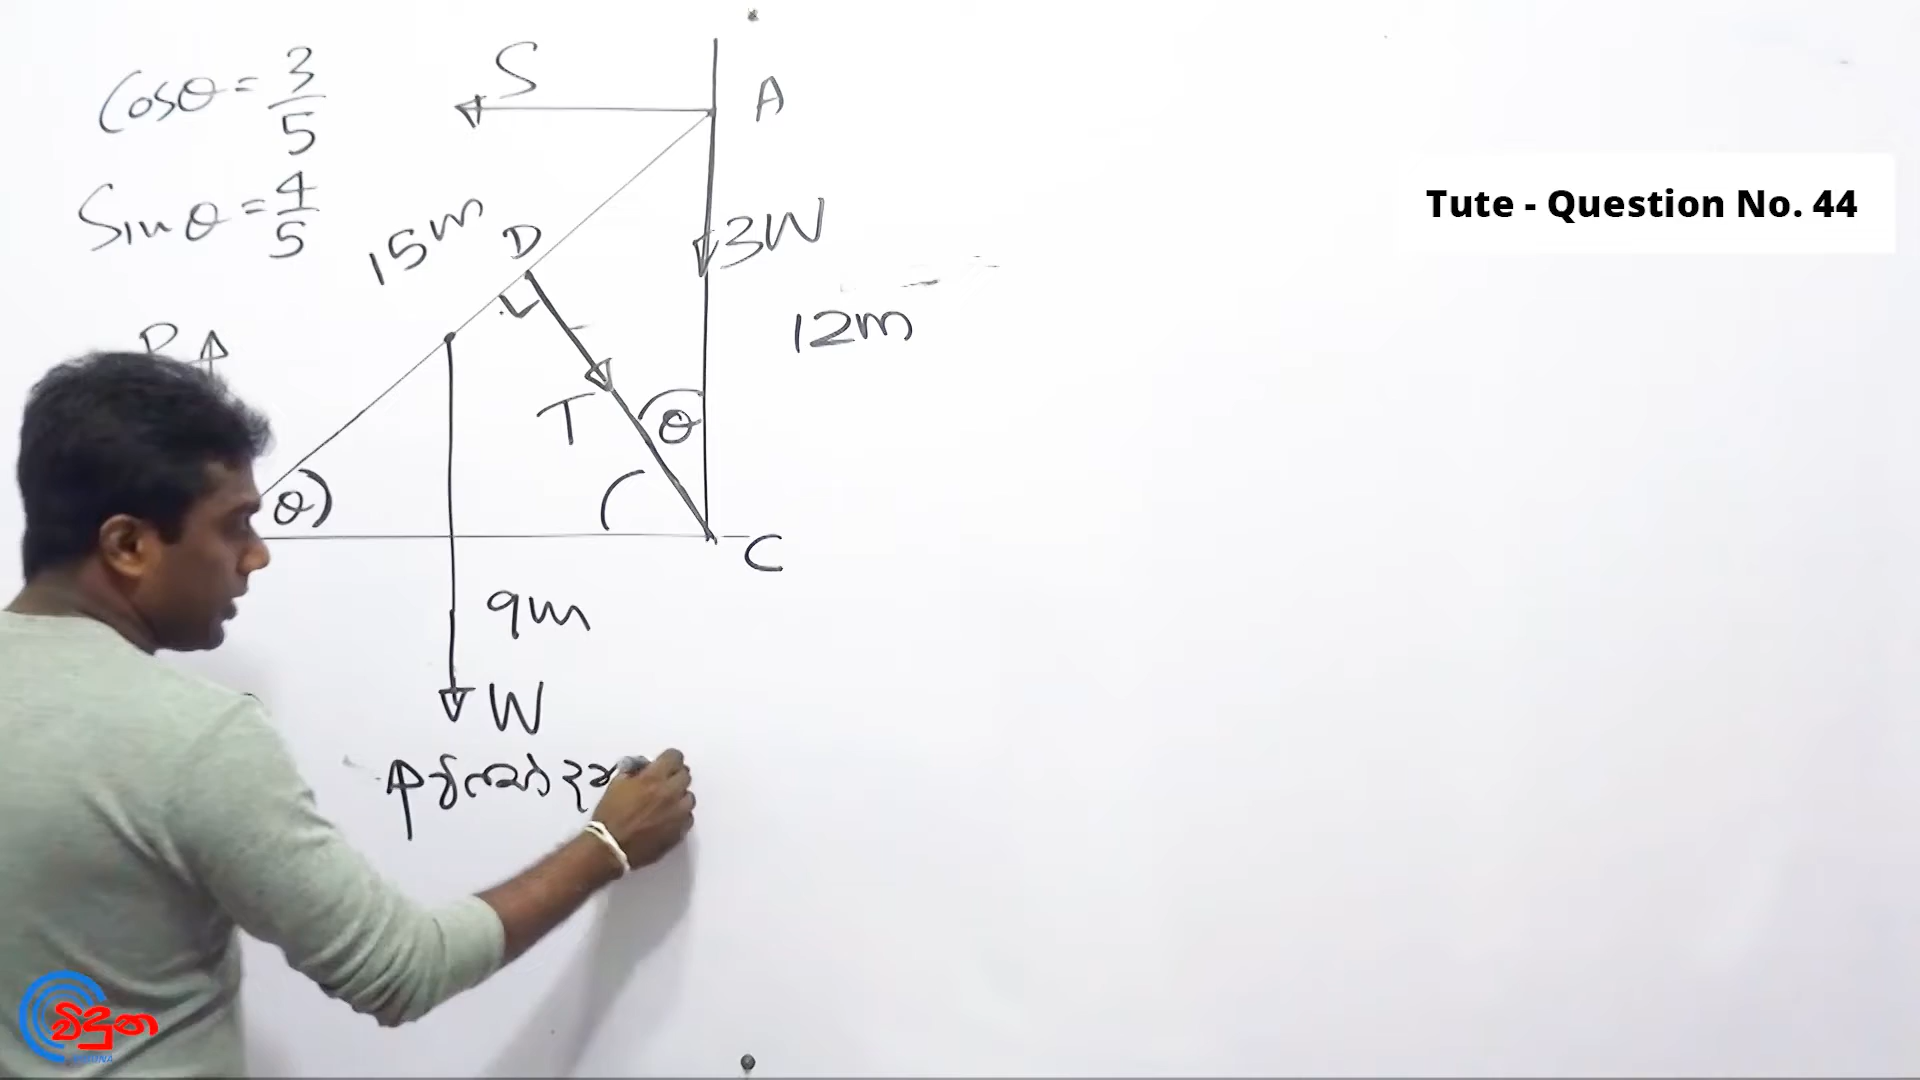 Cosθ = 3/5
S
A
Sinθ = 4/5
15m
D
3W
Tute - Question No. 44
12m
R
T
θ
θ
C
9m
W
විදුන